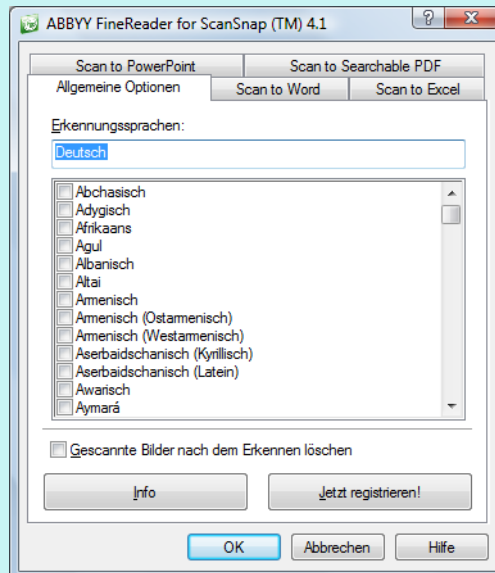 ABBYY FineReader for ScanSnap (TM) 4.1
Scan to PowerPoint Scan to Searchable PDF
Allgemeine Optionen Scan to Word Scan to Excel
Erkennungssprachen:
Deutsch
Abchasisch
Adygisch
Afrikaans
Agul
Albanisch
Altai
Armenisch
Armenisch (Ostarmenisch)
Armenisch (Westarmenisch)
Aserbaidschanisch (Kyrillisch)
Aserbaidschanisch (Latein)
Awarisch
Aymará
Gescannte Bilder nach dem Erkennen löschen
Info Jetzt registrieren!
OK Abbrechen Hilfe